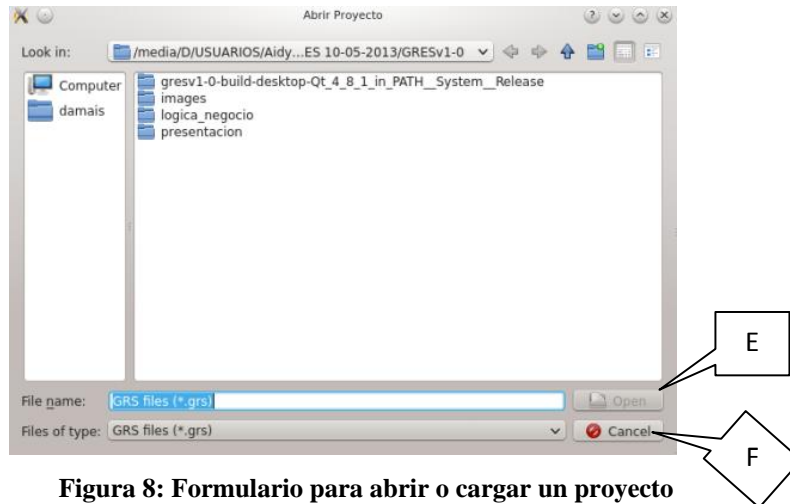 Abrir Proyecto
Look in: /media/D/USUARIOS/Aidy...ES 10-05-2013/GRESv1-0
Computer
damais
gresv1-0-build-desktop-Qt_4_8_1_in_PATH__System__Release
images
logica_negocio
presentacion
E
File name: GRS files (*.grs) Open
Files of type: GRS files (*.grs) Cancel
F
Figura 8: Formulario para abrir o cargar un proyecto